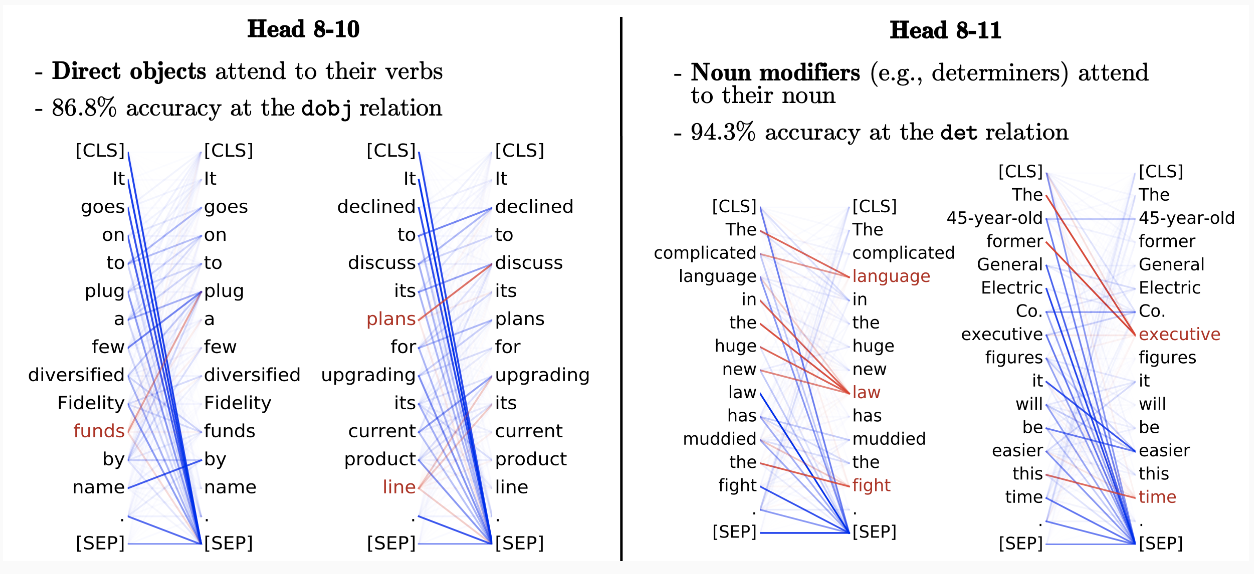 Head 8-10
- Direct objects attend to their verbs
- 86.8% accuracy at the dobj relation
[CLS] [CLS]
It It
goes goes
on on
to to
plug plug
a a
few few
diversified diversified
Fidelity Fidelity
funds funds
by by
name name
. .
[SEP] [SEP]
[CLS] [CLS]
It It
declined declined
to to
discuss discuss
its its
plans plans
for for
upgrading upgrading
its its
current current
product product
line line
. .
[SEP] [SEP]
Head 8-11
- Noun modifiers (e.g., determiners) attend
to their noun
- 94.3% accuracy at the det relation
[CLS] [CLS]
The The
complicated complicated
language language
in in
the the
huge huge
new new
law law
has has
muddied muddied
the the
fight fight
. .
[SEP] [SEP]
[CLS] [CLS]
The The
45-year-old 45-year-old
former former
General General
Electric Electric
Co. Co.
executive executive
figures figures
it it
will will
be be
easier easier
this this
time time
. .
[SEP] [SEP]